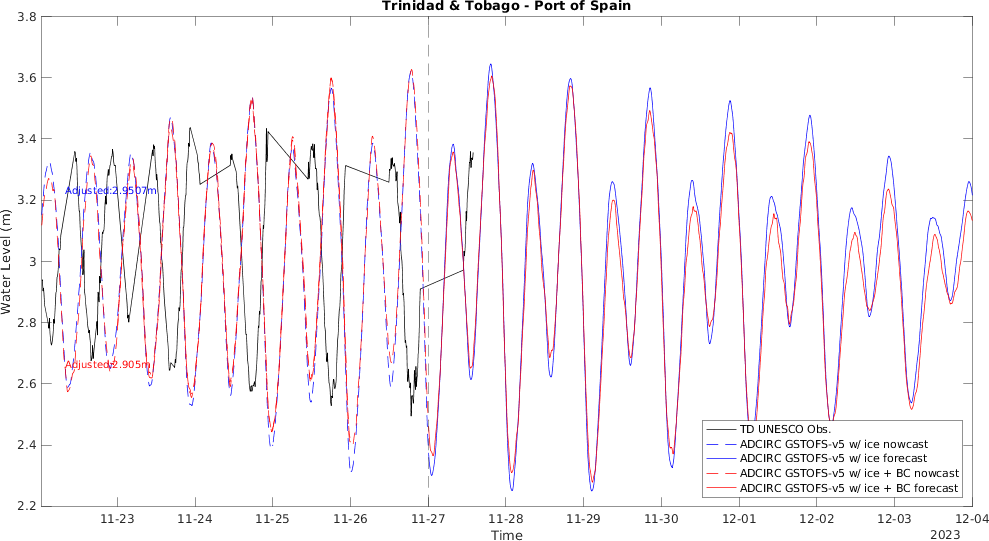 Trinidad & Tobago - Port of Spain
3.8
3.6
3.4
3.2
3
2.8
2.6
2.4
2.2
Water Level (m)
Adjusted:2.9507m
Adjusted:2.905m
TD UNESCO Obs.
ADCIRC GSTOFS-v5 w/ ice nowcast
ADCIRC GSTOFS-v5 w/ ice forecast
ADCIRC GSTOFS-v5 w/ ice + BC nowcast
ADCIRC GSTOFS-v5 w/ ice + BC forecast
11-23 11-24 11-25 11-26 11-27 11-28 11-29 11-30 12-01 12-02 12-03 12-04
Time
2023